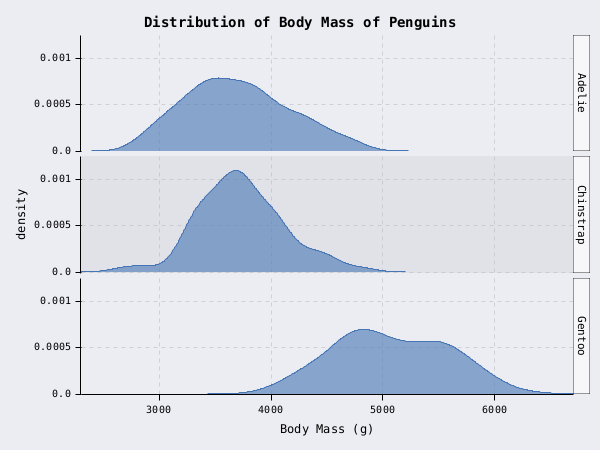 Distribution of Body Mass of Penguins
0.001
0.0005
0.0
Adelie
0.001
0.0005
0.0
Chinstrap
density
0.001
0.0005
0.0
Gentoo
3000 4000 5000 6000
Body Mass (g)